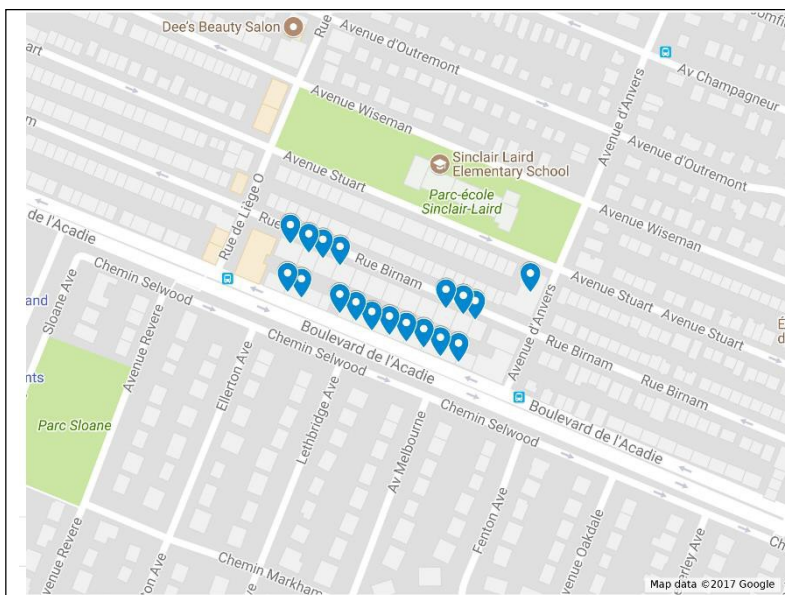 Dee's Beauty Salon
Rue
Avenue d'Outremont
Av Champagneur
Avenue d'Anvers
Avenue Wiseman
Sinclair Laird
Elementary School
Avenue d'Outremont
Avenue Stuart
Parc-école
Sinclair-Laird
Rue de Liège O
Avenue Wiseman
de l'Acadie
Rue Birnam
Avenue Stuart
Avenue Stuart
Sloane Ave
Chemin Selwood
Avenue d'Anvers
Rue Birnam
Avenue Revere
Boulevard de l'Acadie
Chemin Selwood
Rue Birnam
Ellerton Ave
Lethbridge Ave
Parc Sloane
Av Melbourne
Chemin Selwood
Boulevard de l'Acadie
Fenton Ave
Avenue Oakdale
Chemin Markham
Map data ©2017 Google